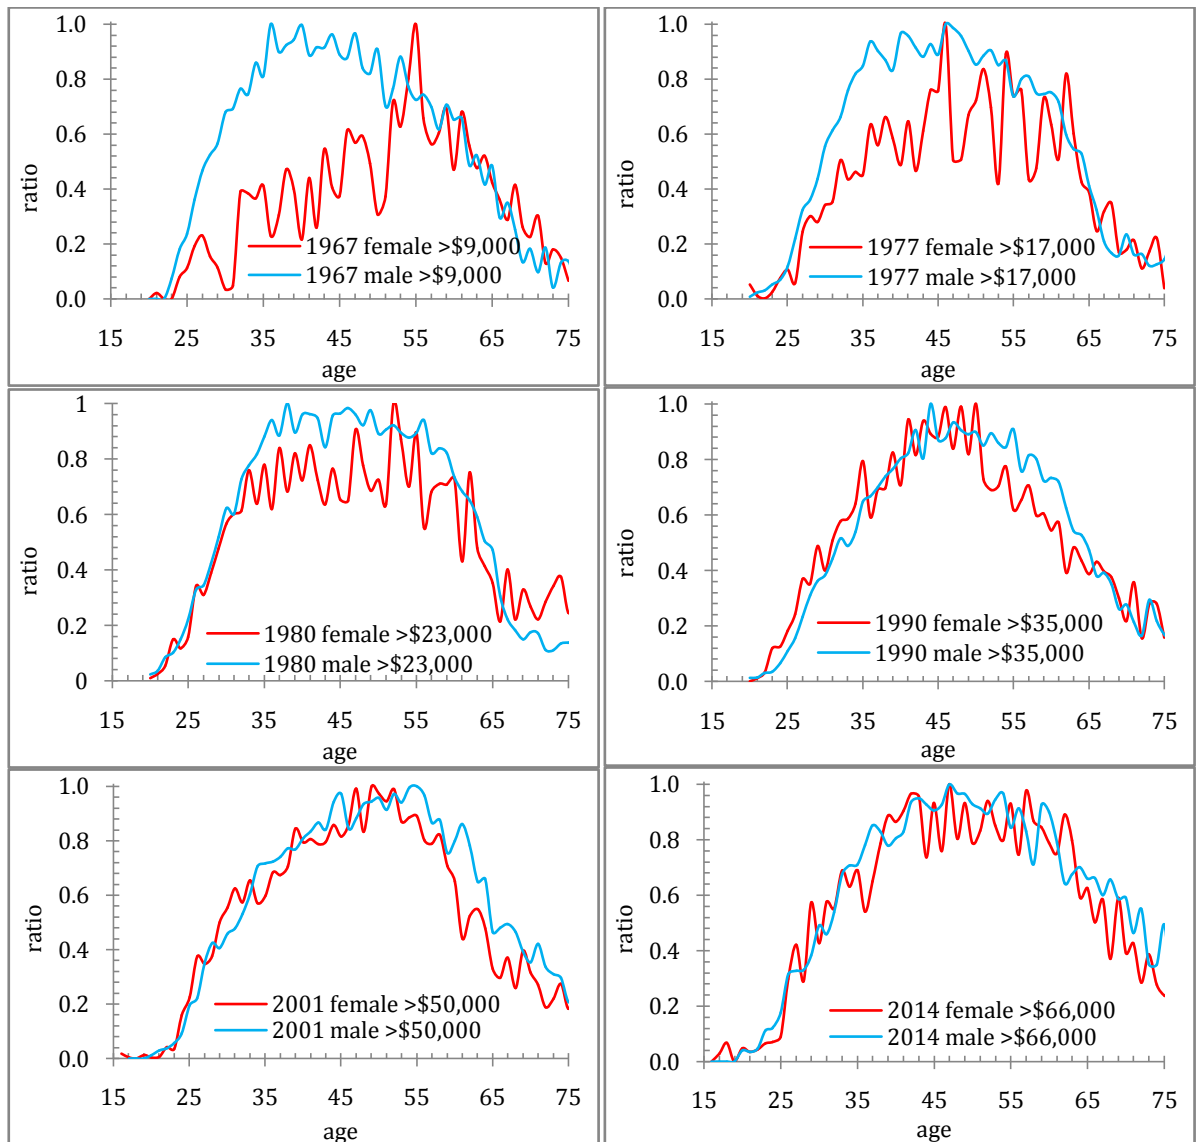 1.0
0.8
0.6
0.4
0.2
0.0
ratio
1967 female >$9,000
1967 male >$9,000
15 25 35 45 55 65 75
age
1.0
0.8
0.6
0.4
0.2
0.0
ratio
1977 female >$17,000
1977 male >$17,000
15 25 35 45 55 65 75
age
1
0.8
0.6
0.4
0.2
0
ratio
1980 female >$23,000
1980 male >$23,000
15 25 35 45 55 65 75
age
1.0
0.8
0.6
0.4
0.2
0.0
ratio
1990 female >$35,000
1990 male >$35,000
15 25 35 45 55 65 75
age
1.0
0.8
0.6
0.4
0.2
0.0
ratio
2001 female >$50,000
2001 male >$50,000
15 25 35 45 55 65 75
age
1.0
0.8
0.6
0.4
0.2
0.0
ratio
2014 female >$66,000
2014 male >$66,000
15 25 35 45 55 65 75
age